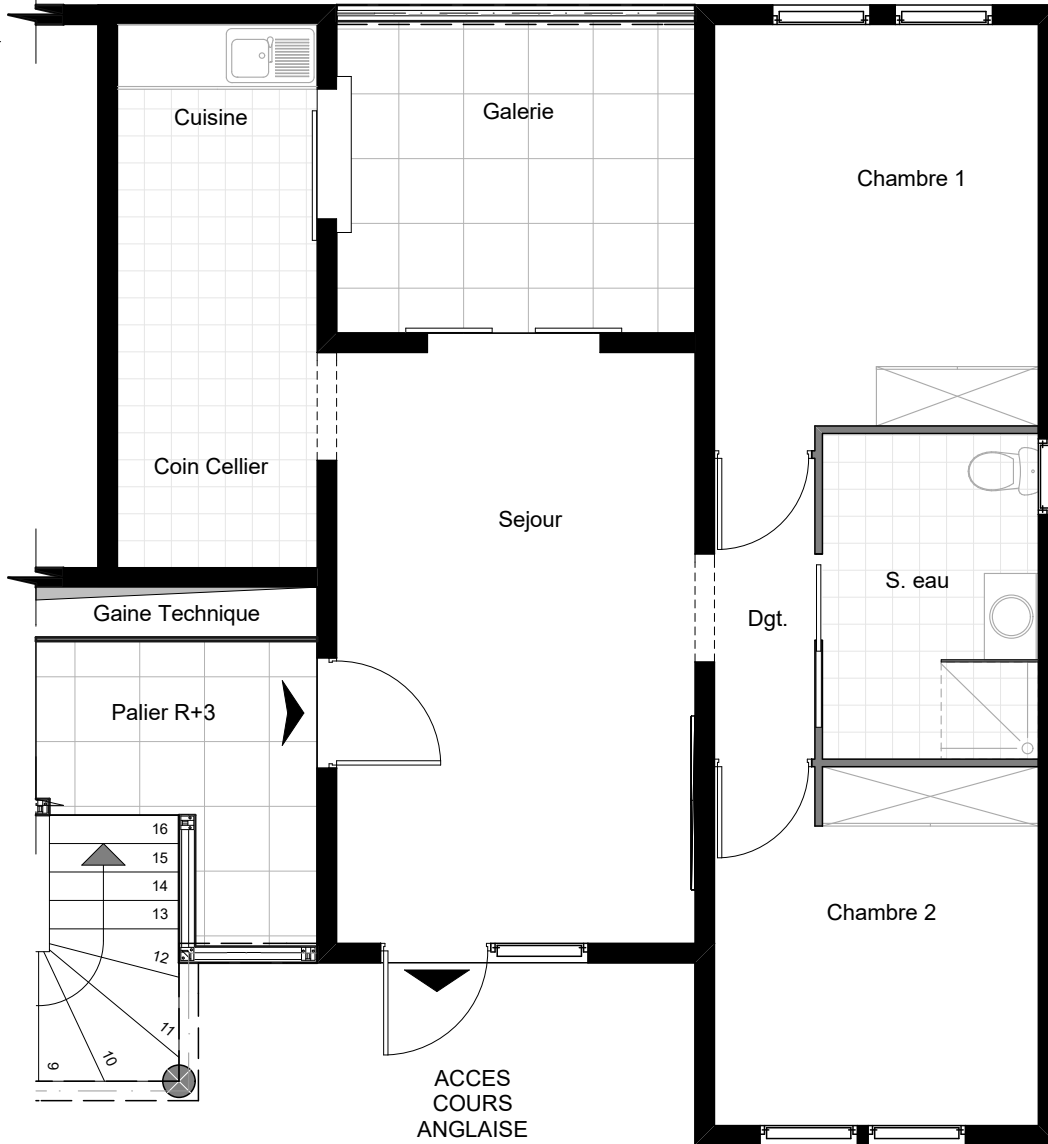 Cuisine
Galerie
Chambre 1
Coin Cellier
Sejour
S. eau
Gaine Technique
Dgt.
Palier R+3
16
15
14
13
12
11
10
9
Chambre 2
ACCES
COURS
ANGLAISE